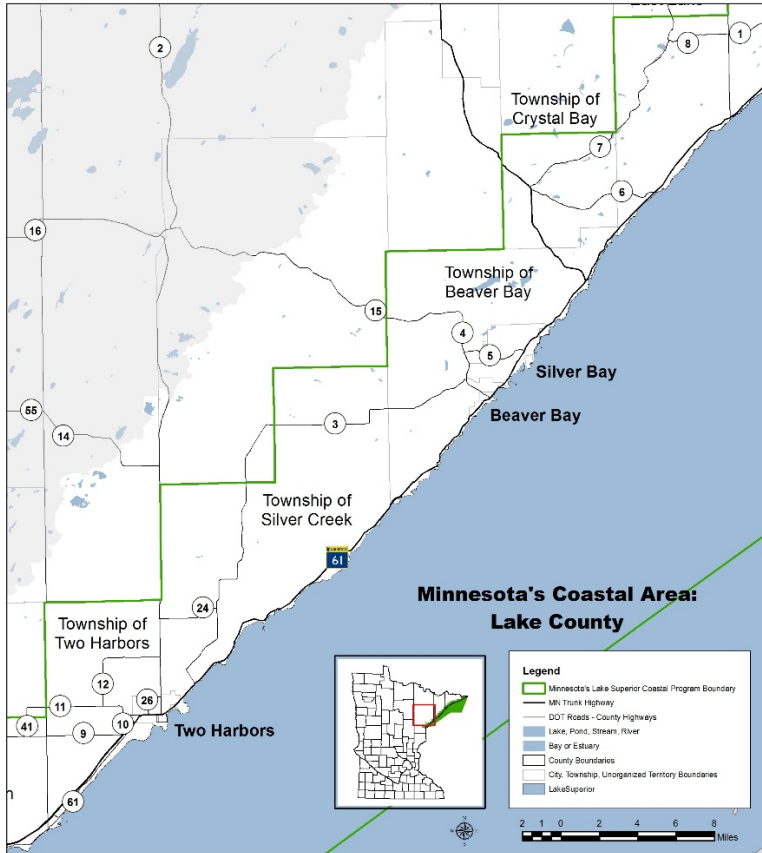 2
8
1
Township of
Crystal Bay
7
6
16
Township of
Beaver Bay
15
4
5
Silver Bay
Beaver Bay
55
14
3
Township of
Silver Creek
61
Minnesota's Coastal Area:
Lake County
24
Township of
Two Harbors
12
11
26
41
10
9
Two Harbors
61
Legend
Minnesota's Lake Superior Coastal Program Boundary
MN Trunk Highway
DOT Roads - County Highways
Lake, Pond, Stream, River
Bay or Estuary
County Boundaries
City, Township, Unorganized Territory Boundaries
LakeSuperior
2 1 0 2 4 6 8
Miles